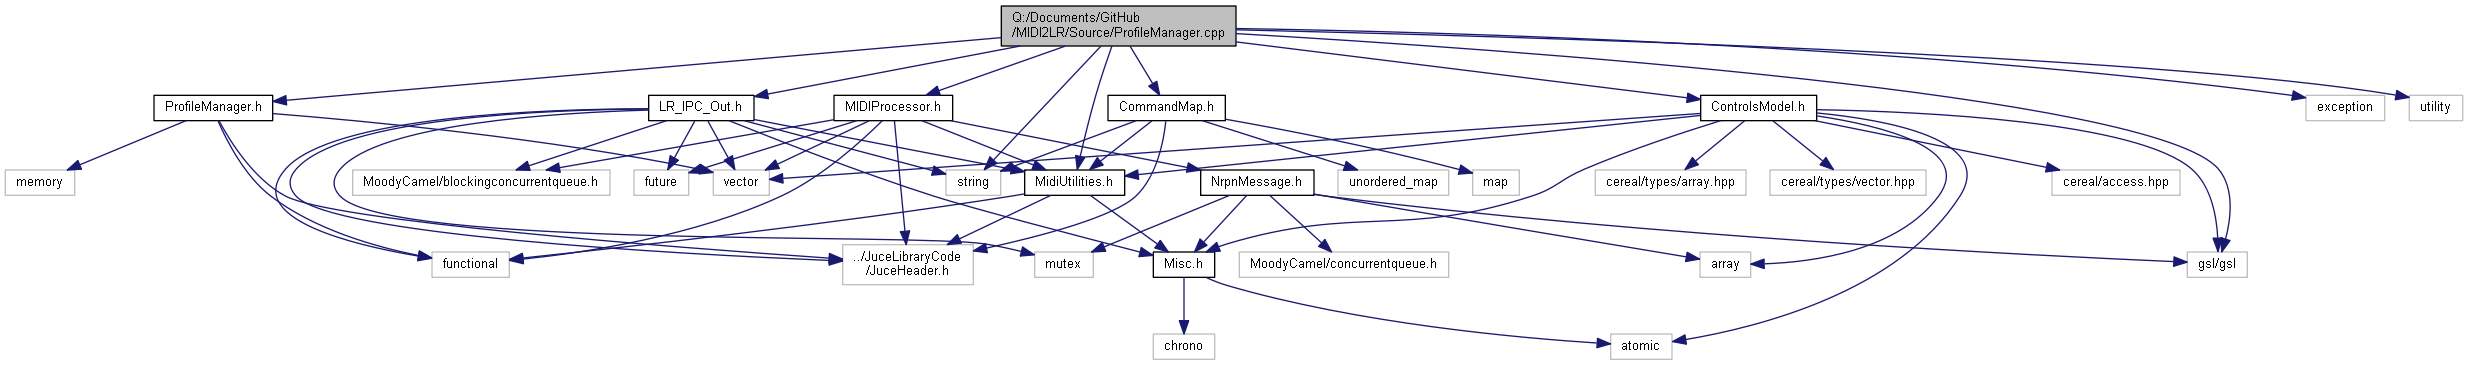 Q:/Documents/GitHub
/MIDI2LR/Source/ProfileManager.cpp
ProfileManager.h
LR_IPC_Out.h
MIDIProcessor.h
CommandMap.h
ControlsModel.h
exception
utility
memory
MoodyCamel/blockingconcurrentqueue.h
future
vector
string
MidiUtilities.h
NrpnMessage.h
unordered_map
map
cereal/types/array.hpp
cereal/types/vector.hpp
cereal/access.hpp
functional
../JuceLibraryCode
/JuceHeader.h
mutex
Misc.h
MoodyCamel/concurrentqueue.h
array
gsl/gsl
chrono
atomic